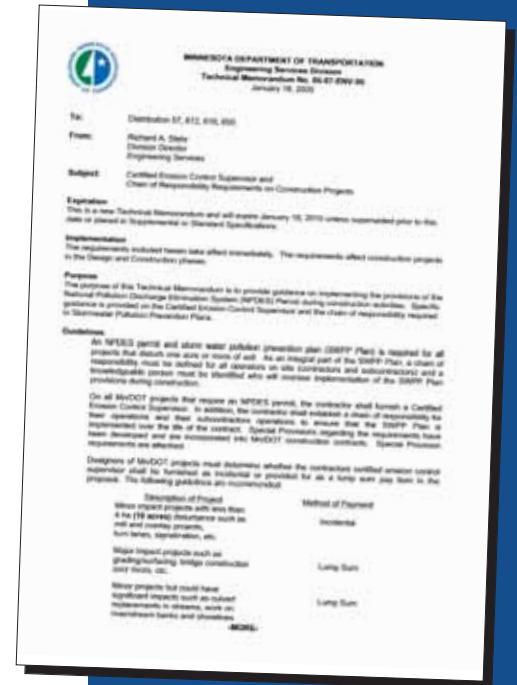 MINNESOTA DEPARTMENT OF TRANSPORTATION
Engineering Services Division
Technical Memorandum No.
January 18, 2005
To:
Distribution 57, 612, 618, 650
From:
Richard A.
Division Director
Engineering Services
Subject:
Certified Erosion Control Supervisor and
Chain of Responsibility Requirements on Construction Projects
Expiration
This is a new Technical Memorandum and will expire January 18, 2010 unless superseded prior to this
date or placed in Supplemental or Standard Specifications.
Implementation
The requirements included herein take effect immediately. The requirements affect construction projects
in the Design and Construction phases.
Purpose
The purpose of this Technical Memorandum is to provide guidance on implementing the provisions of the
National Pollution Discharge Elimination System (NPDES) Permit during construction activities. Specific
guidance is provided on the Certified Erosion Control Supervisor and the chain of responsibility required
in Stormwater Pollution Prevention Plans.
Guidelines
An NPDES permit and storm water pollution prevention plan (SWPP Plan) is required for all
projects that disturb one acre or more of soil. As an integral part of the SWPP Plan, a chain of
responsibility must be defined for all operators on site (contractors and subcontractors) and a
knowledgeable person must be identified who will oversee implementation of the SWPP Plan
provisions during construction.
On all Mn/DOT projects that require an NPDES permit, the contractor shall furnish a Certified
Erosion Control Supervisor. In addition, the contractor shall establish a chain of responsibility for
their operations and their subcontractors operations to ensure that the SWPP Plan is
implemented over the life of the contract. Special Provisions regarding the requirements have
been developed and are incorporated into Mn/DOT construction contracts. Special Provision
requirements are attached.
Designers of Mn/DOT projects must determine whether the contractors certified erosion control
supervisor shall be furnished as incidental or provided for as a lump sum pay item in the
proposal. The following guidelines are recommended:
Description of Project
Method of Payment
Minor impact projects with less than
4 ha (10 acres) disturbance such as
mill and overlay projects,
turn lanes, signalization, etc.
Incidental
Major impact projects such as
grading/surfacing, bridge construction
over rivers, etc.
Lump Sum
Minor projects but could have
significant impacts such as culvert
replacements in streams, work on
mainstream banks and shorelines
Lump Sum
-MORE-